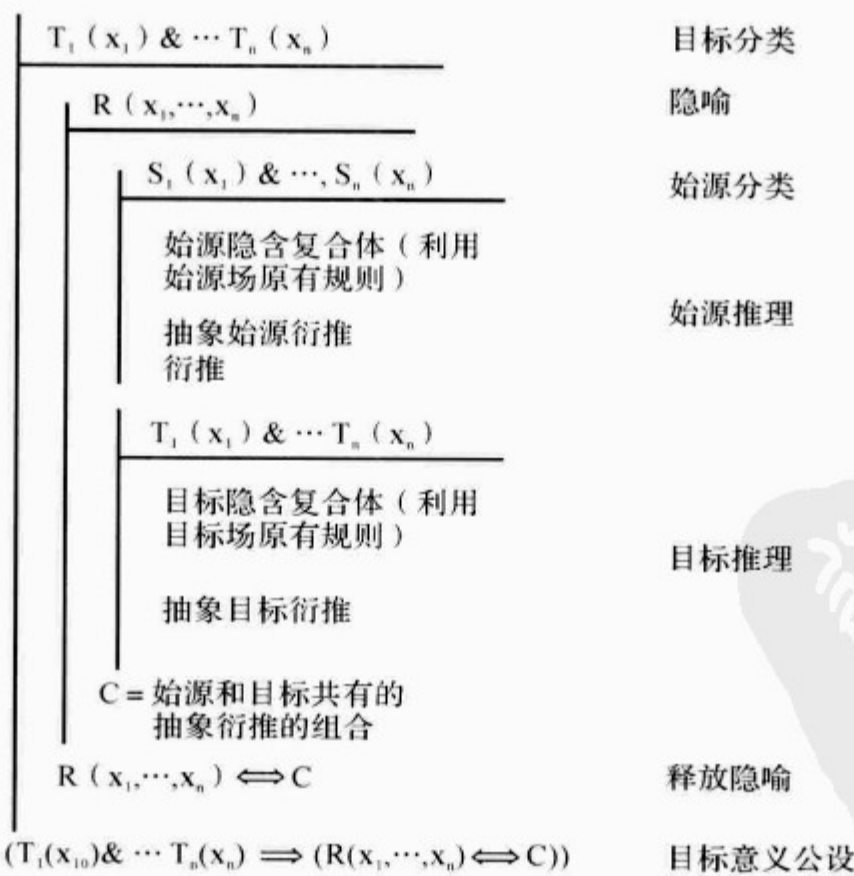 T₁（x₁）& ⋯ Tₙ（xₙ） 目标分类
R（x₁,⋯,xₙ） 隐喻
S₁（x₁）& ⋯, Sₙ（xₙ） 始源分类
始源隐含复合体（利用
始源场原有规则）
始源推理
抽象始源衍推
衍推
T₁（x₁）& ⋯ Tₙ（xₙ）
目标隐含复合体（利用
目标场原有规则）
目标推理
抽象目标衍推
C = 始源和目标共有的
抽象衍推的组合
R（x₁,⋯,xₙ）⟺ C 释放隐喻
(T₁(x₁₀)& ⋯ Tₙ(xₙ) ⟹ (R(x₁,⋯,xₙ)⟺C)) 目标意义公设